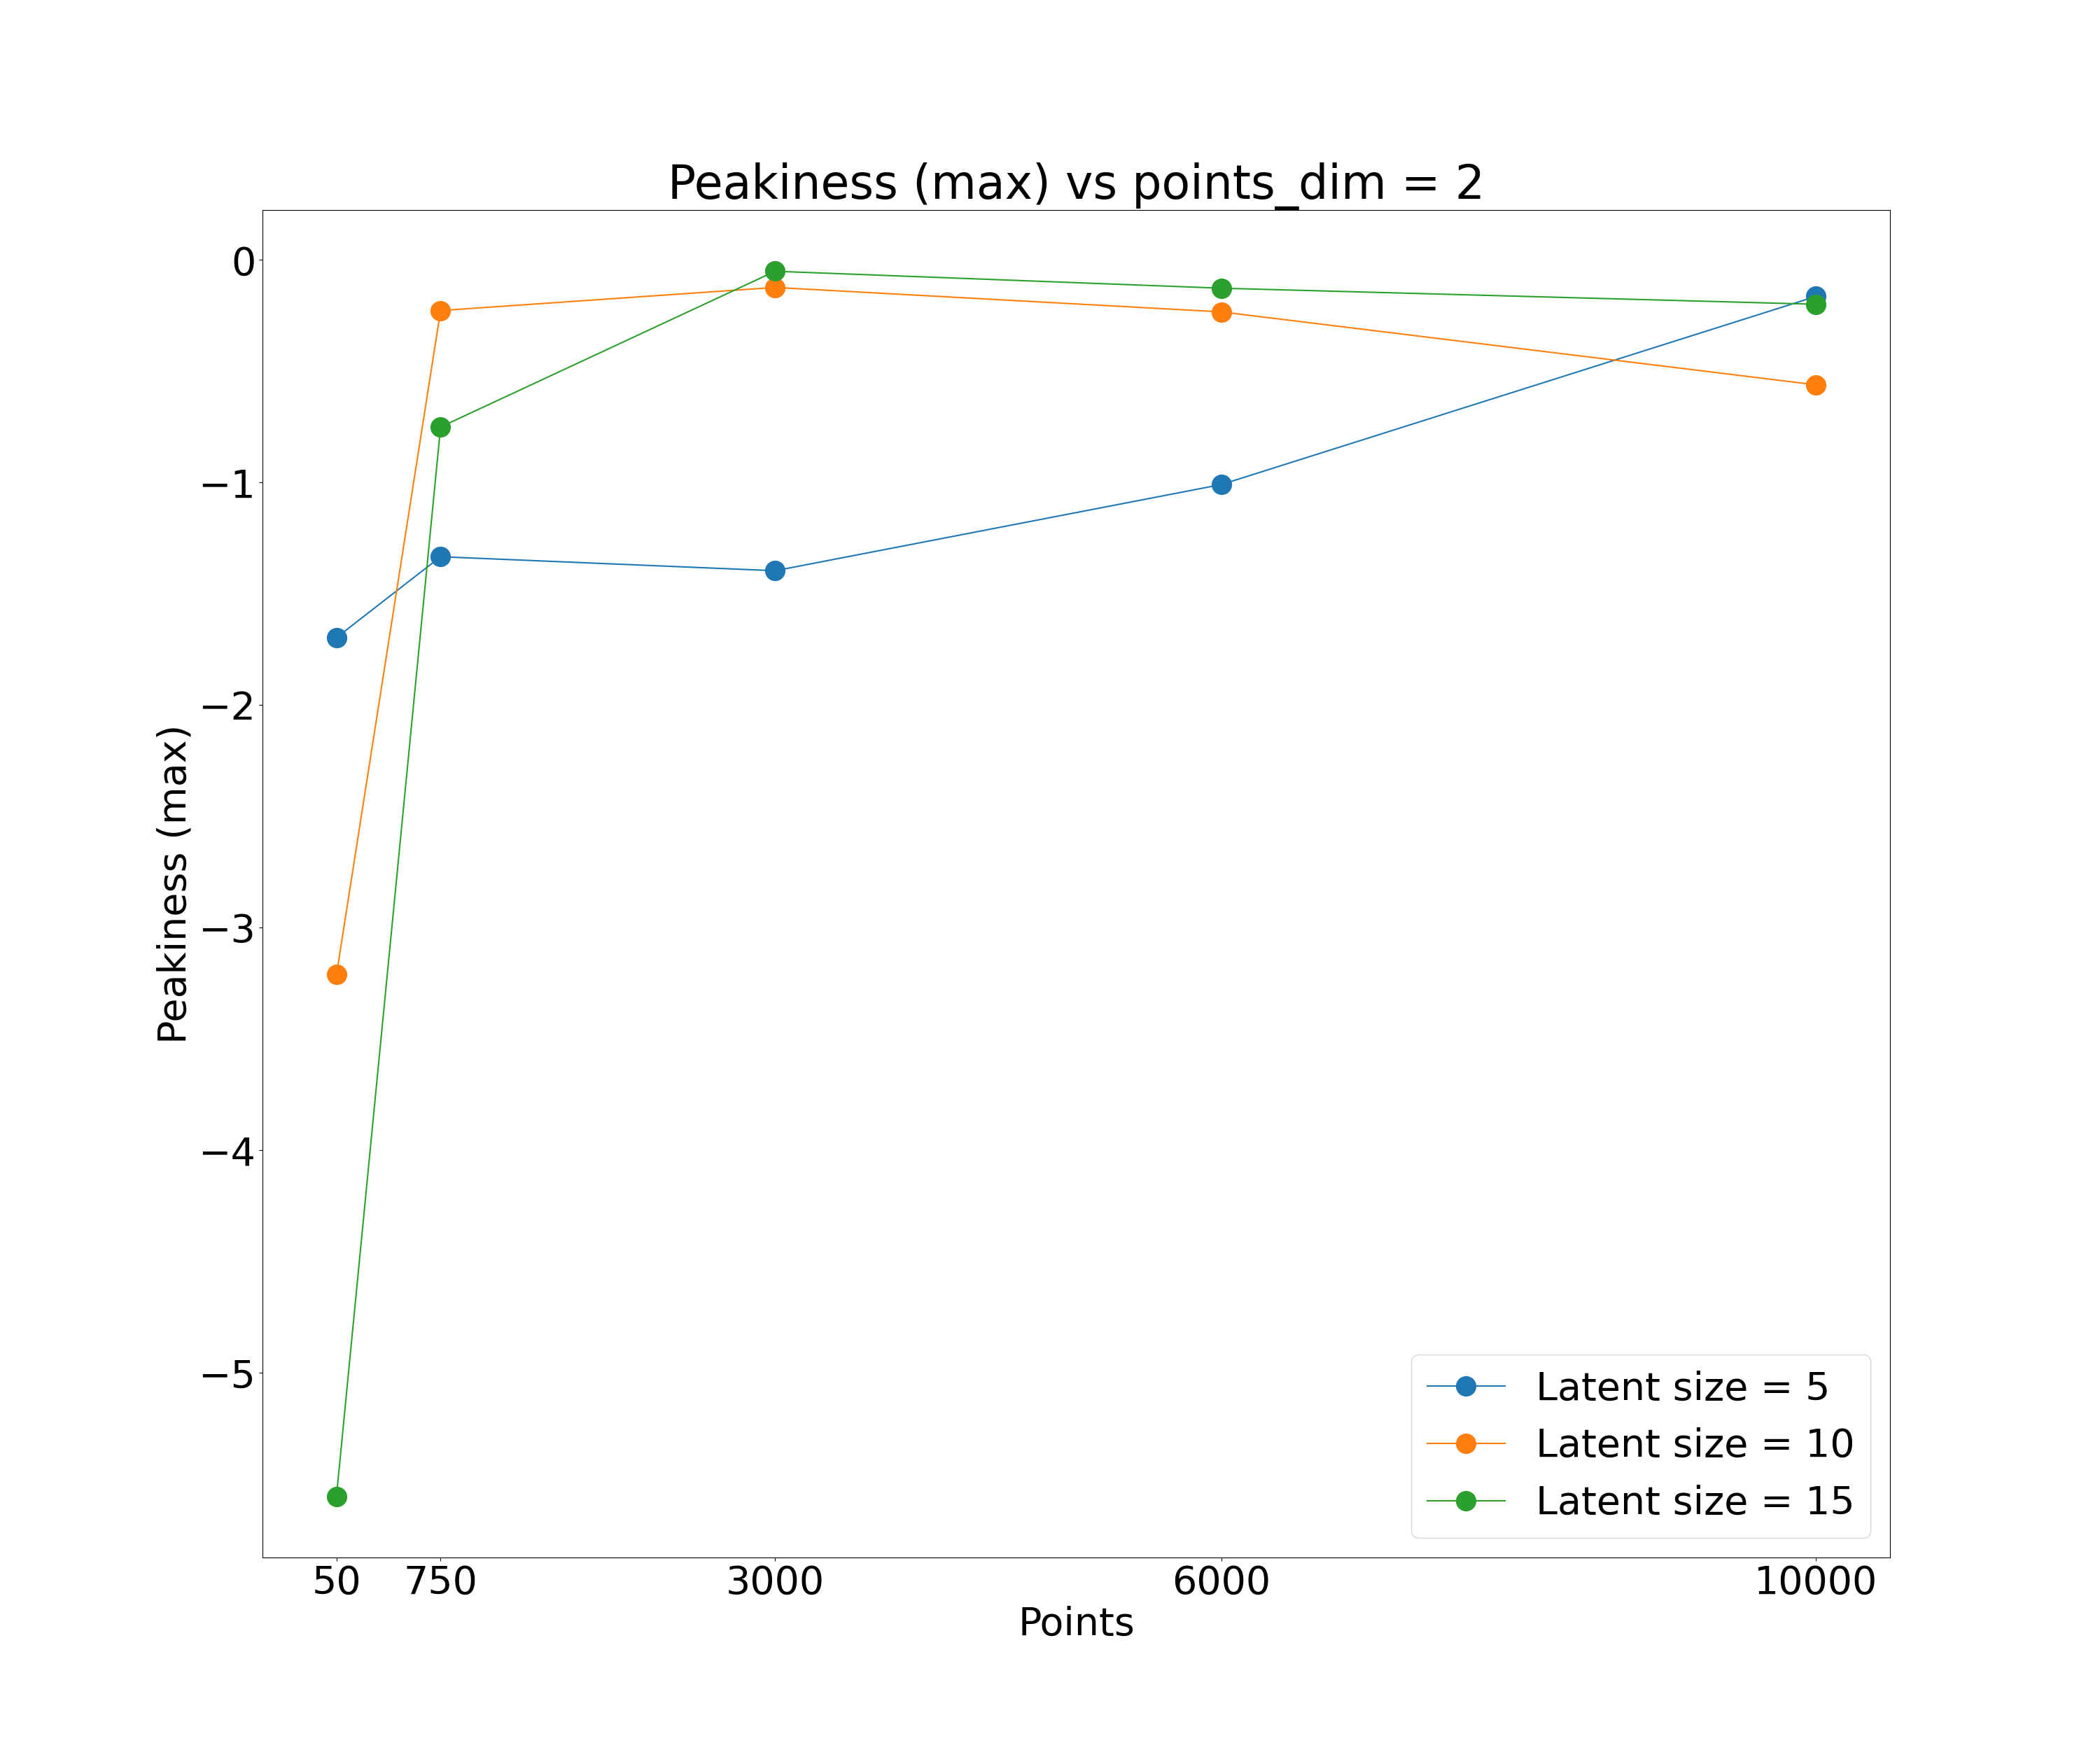 Peakiness (max) vs points_dim = 2
Peakiness (max)
0
−1
−2
−3
−4
−5
50 750 3000 6000 10000
Points
Latent size = 5
Latent size = 10
Latent size = 15